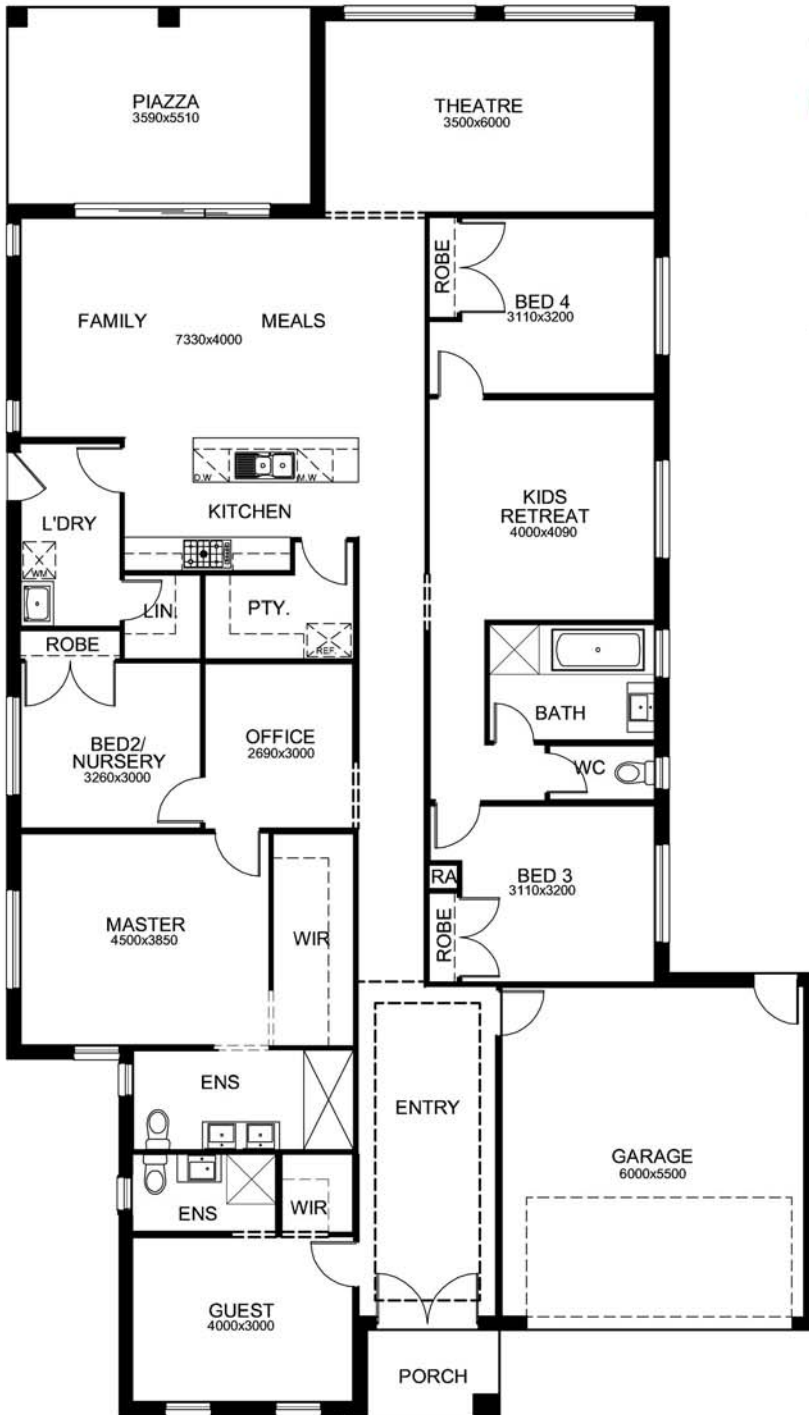 PIAZZA
3590x5510
THEATRE
3500x6000
ROBE
BED 4
3110x3200
FAMILY
MEALS
7330x4000
D.W
M.W
KITCHEN
KIDS
RETREAT
4000x4090
L'DRY
WM
LIN
PTY.
REF.
ROBE
BED2/
NURSERY
3260x3000
OFFICE
2690x3000
BATH
WC
MASTER
4500x3850
WIR
RA
ROBE
BED 3
3110x3200
ENS
ENTRY
GARAGE
6000x5500
ENS
WIR
GUEST
4000x3000
PORCH